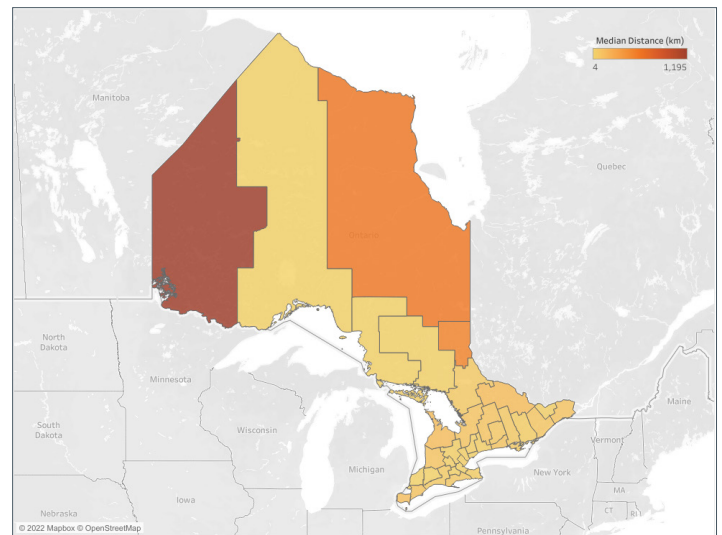 Median Distance (km)
4 1,195
Manitoba
Quebec
Ontario
North
Dakota
Minnesota
Maine
South
Dakota
Wisconsin
Vermont
Michigan
New York
MA
Iowa
CT RI
Nebraska
Pennsylvania
© 2022 Mapbox © OpenStreetMap